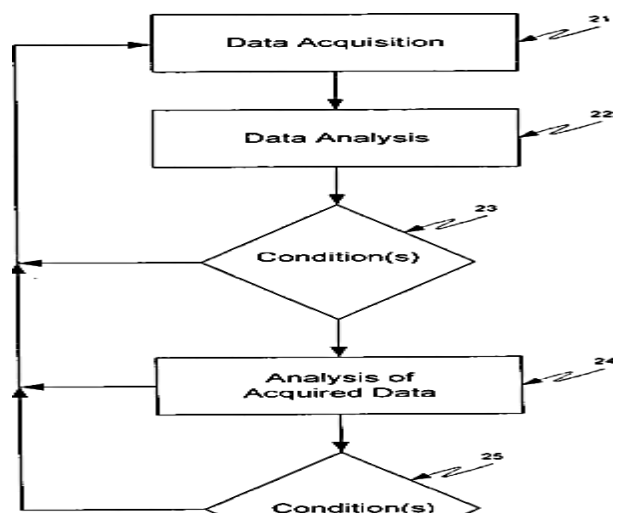 21
Data Acquisition
22
Data Analysis
23
Condition(s)
24
Analysis of
Acquired Data
25
Condition(s)